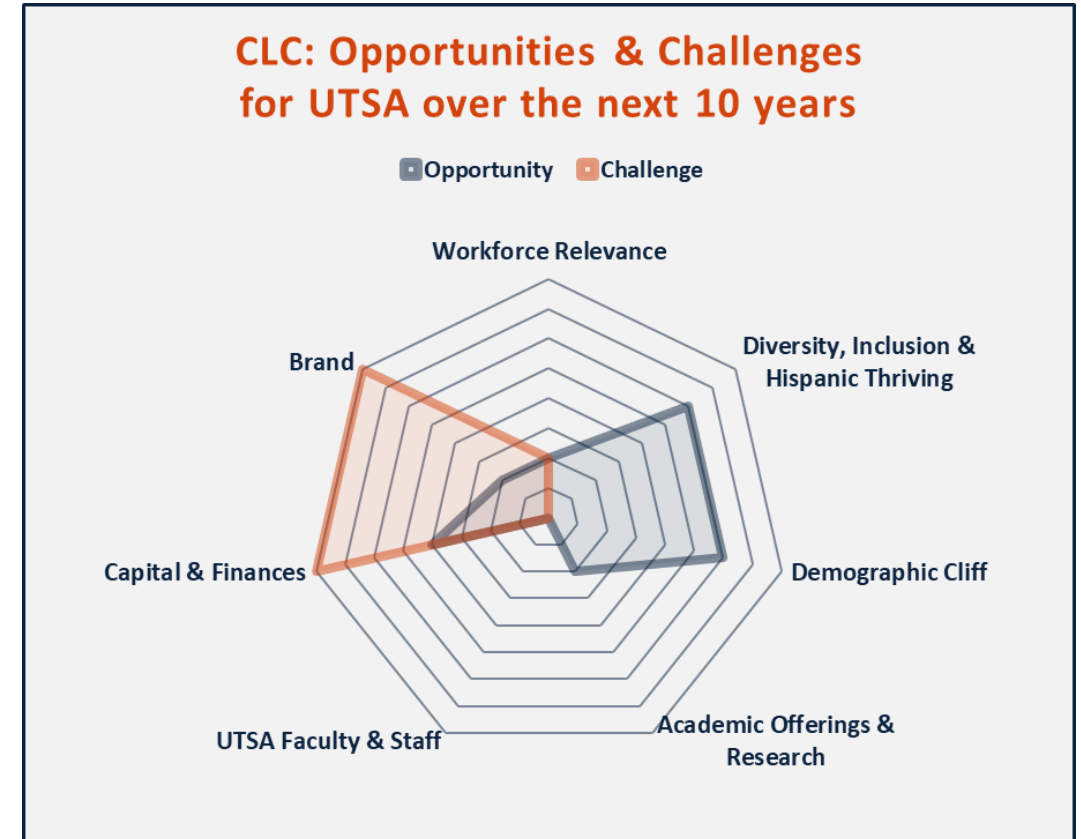 CLC: Opportunities & Challenges
for UTSA over the next 10 years
Opportunity
Challenge
Workforce Relevance
Diversity, Inclusion &
Hispanic Thriving
Brand
Capital & Finances
Demographic Cliff
UTSA Faculty & Staff
Academic Offerings &
Research